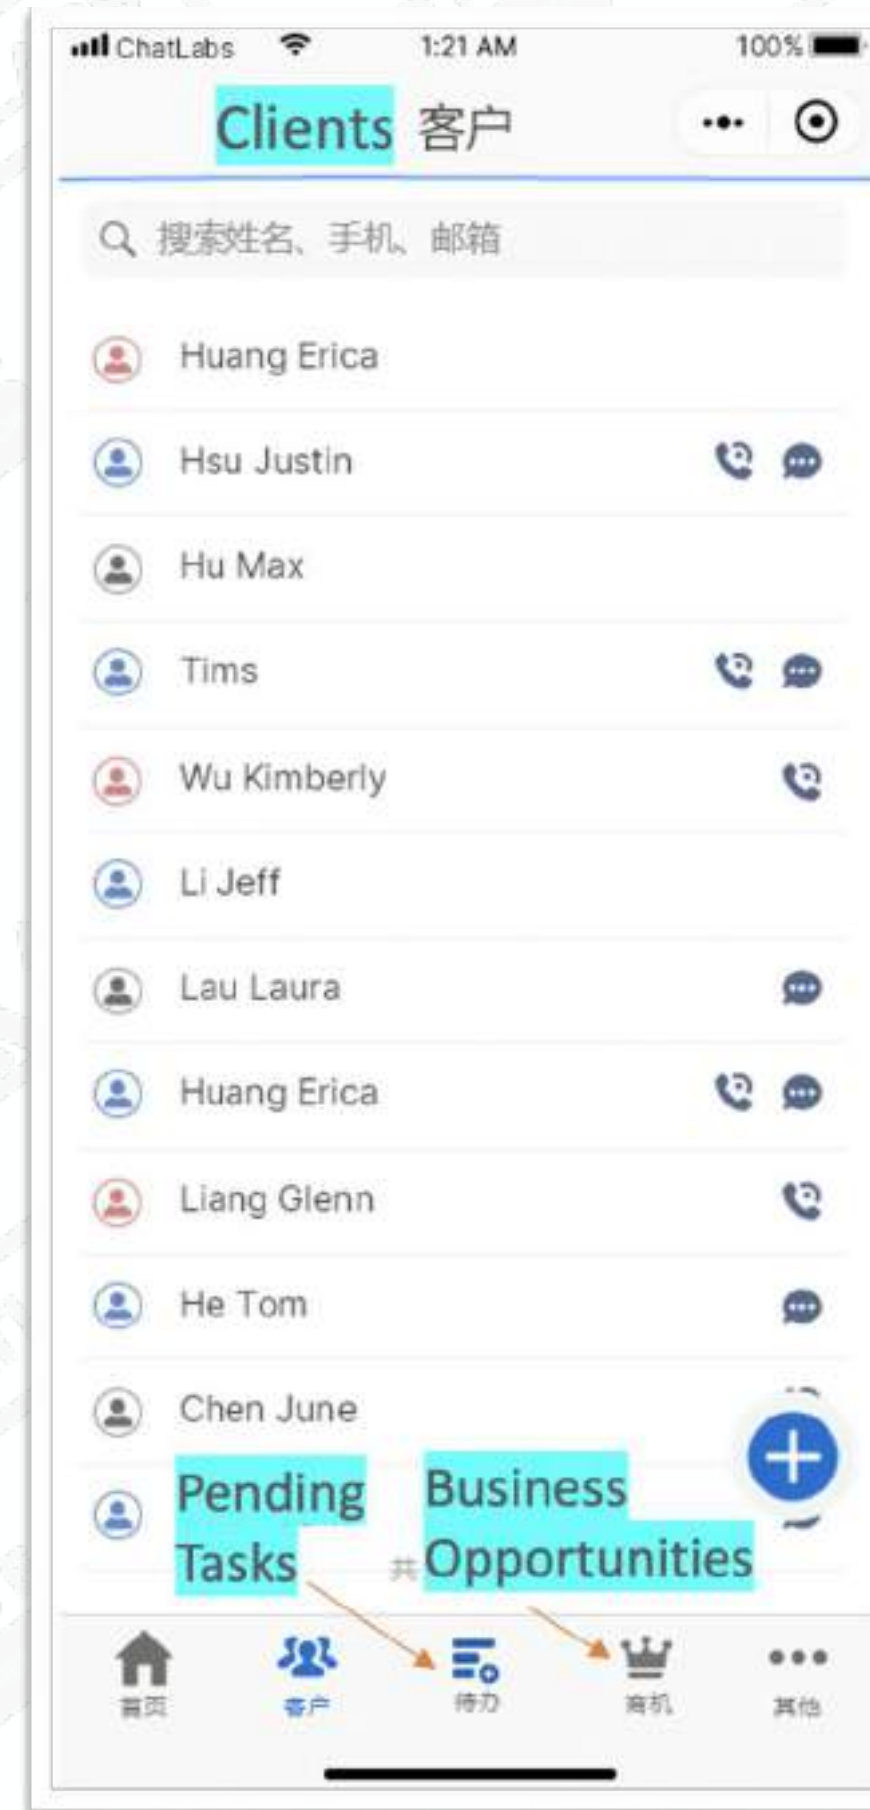 ChatLabs 1:21 AM 100%
Clients 客户
搜索姓名、手机、邮箱
Huang Erica
Hsu Justin
Hu Max
Tims
Wu Kimberly
Li Jeff
Lau Laura
Huang Erica
Liang Glenn
He Tom
Chen June
Pending
Tasks
Business
Opportunities
共
首页 客户 待办 商机 其他